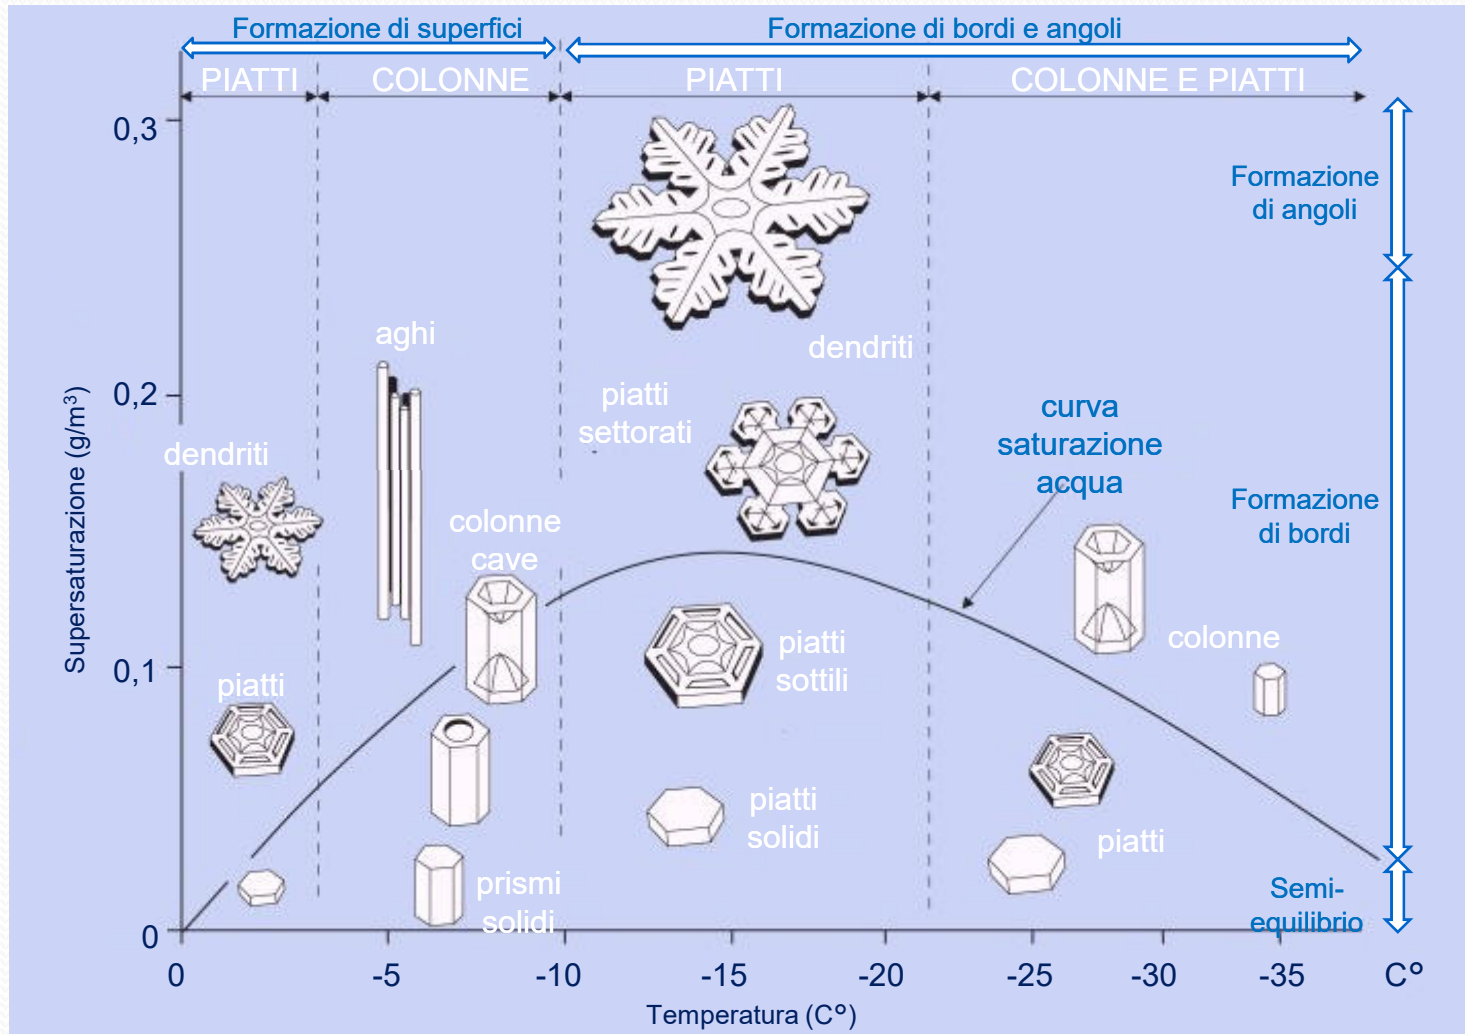 Formazione di superfici
Formazione di bordi e angoli
PIATTI
COLONNE
PIATTI
COLONNE E PIATTI
0,3
Formazione
di angoli
aghi
dendriti
0,2
piatti
settorati
curva
saturazione
acqua
dendriti
Formazione
di bordi
colonne
cave
Supersaturazione (g/m³)
0,1
piatti
piatti
sottili
colonne
piatti
solidi
piatti
prismi
solidi
Semi-
equilibrio
0
0
-5
-10
-15
-20
-25
-30
-35
C°
Temperatura (C°)